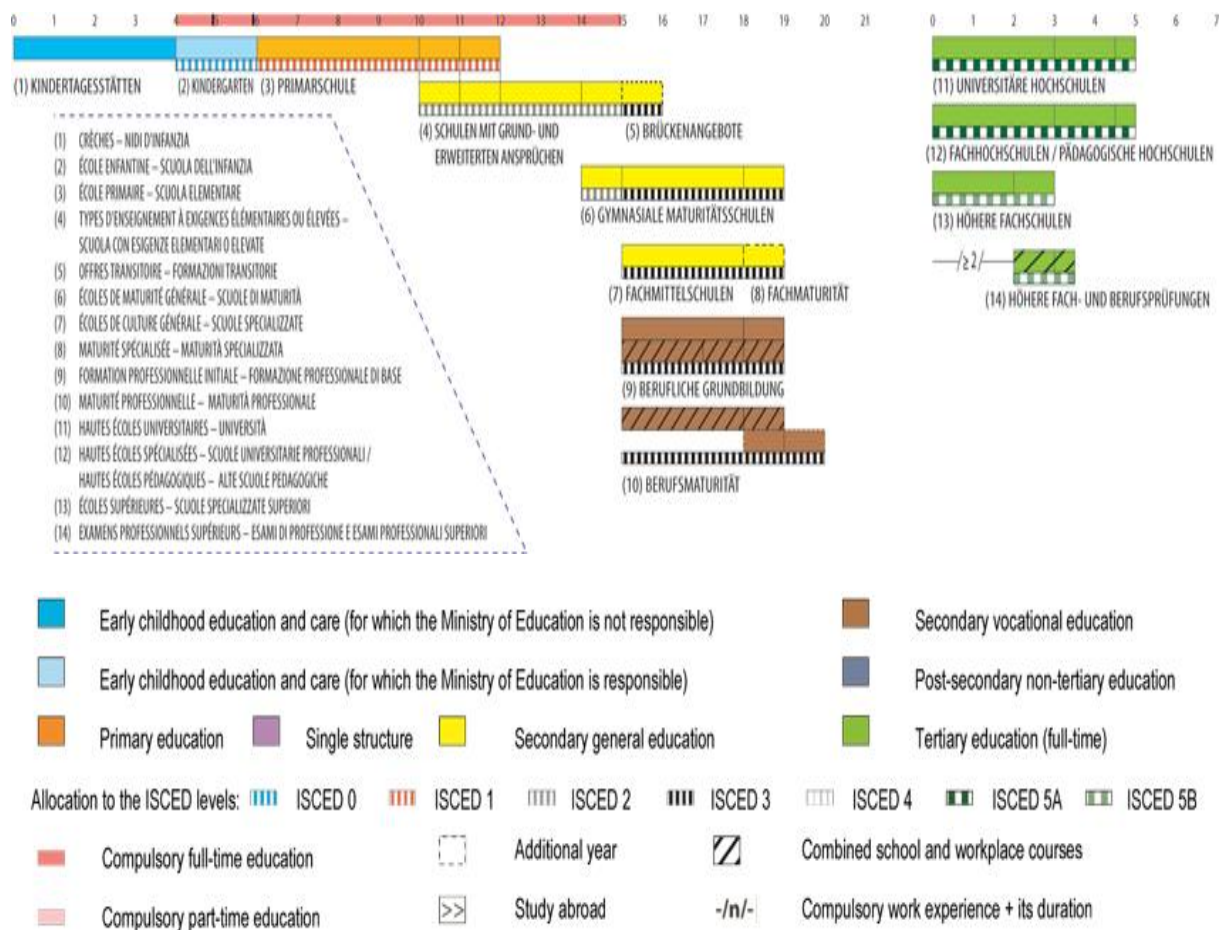 0 1 2 3 4 5 6 7 8 9 10 11 12 13 14 15 16 17 18 19 20 21 0 1 2 3 4 5 6 7
(1) KINDERTAGESSTÄTTEN
(2) KINDERGARTEN
(3) PRIMARSCHULE
(4) SCHULEN MIT GRUND- UND
ERWEITERTEN ANSPRÜCHEN
(5) BRÜCKENANGEBOTE
(6) GYMNASIALE MATURITÄTSSCHULEN
(7) FACHMITTELSCHULEN
(8) FACHMATURITÄT
(9) BERUFLICHE GRUNDBILDUNG
(10) BERUFSMATURITÄT
(11) UNIVERSITÄRE HOCHSCHULEN
(12) FACHHOCHSCHULEN / PÄDAGOGISCHE HOCHSCHULEN
(13) HÖHERE FACHSCHULEN
-/≥2/-
(14) HÖHERE FACH- UND BERUFSPRÜFUNGEN
(1) CRÈCHES – NIDI D'INFANZIA
(2) ÉCOLE ENFANTINE – SCUOLA DELL'INFANZIA
(3) ÉCOLE PRIMAIRE – SCUOLA ELEMENTARE
(4) TYPES D'ENSEIGNEMENT À EXIGENCES ÉLÉMENTAIRES OU ÉLEVÉES –
SCUOLA CON ESIGENZE ELEMENTARI O ELEVATE
(5) OFFRES TRANSITOIRE – FORMAZIONI TRANSITORIE
(6) ÉCOLES DE MATURITÉ GÉNÉRALE – SCUOLE DI MATURITÀ
(7) ÉCOLES DE CULTURE GÉNÉRALE – SCUOLE SPECIALIZZATE
(8) MATURITÉ SPÉCIALISÉE – MATURITÀ SPECIALIZZATA
(9) FORMATION PROFESSIONNELLE INITIALE – FORMAZIONE PROFESSIONALE DI BASE
(10) MATURITÉ PROFESSIONNELLE – MATURITÀ PROFESSIONALE
(11) HAUTES ÉCOLES UNIVERSITAIRES – UNIVERSITÀ
(12) HAUTES ÉCOLES SPÉCIALISÉES – SCUOLE UNIVERSITARIE PROFESSIONALI /
HAUTES ÉCOLES PÉDAGOGIQUES – ALTE SCUOLE PEDAGOGICHE
(13) ÉCOLES SUPÉRIEURES – SCUOLE SPECIALIZZATE SUPERIORI
(14) EXAMENS PROFESSIONNELS SUPÉRIEURS – ESAMI DI PROFESSIONE E ESAMI PROFESSIONALI SUPERIORI
Early childhood education and care (for which the Ministry of Education is not responsible)
Secondary vocational education
Early childhood education and care (for which the Ministry of Education is responsible)
Post-secondary non-tertiary education
Primary education
Single structure
Secondary general education
Tertiary education (full-time)
Allocation to the ISCED levels: ISCED 0 ISCED 1 ISCED 2 ISCED 3 ISCED 4 ISCED 5A ISCED 5B
Compulsory full-time education
Additional year
Combined school and workplace courses
Compulsory part-time education
>> Study abroad
-/n/- Compulsory work experience + its duration